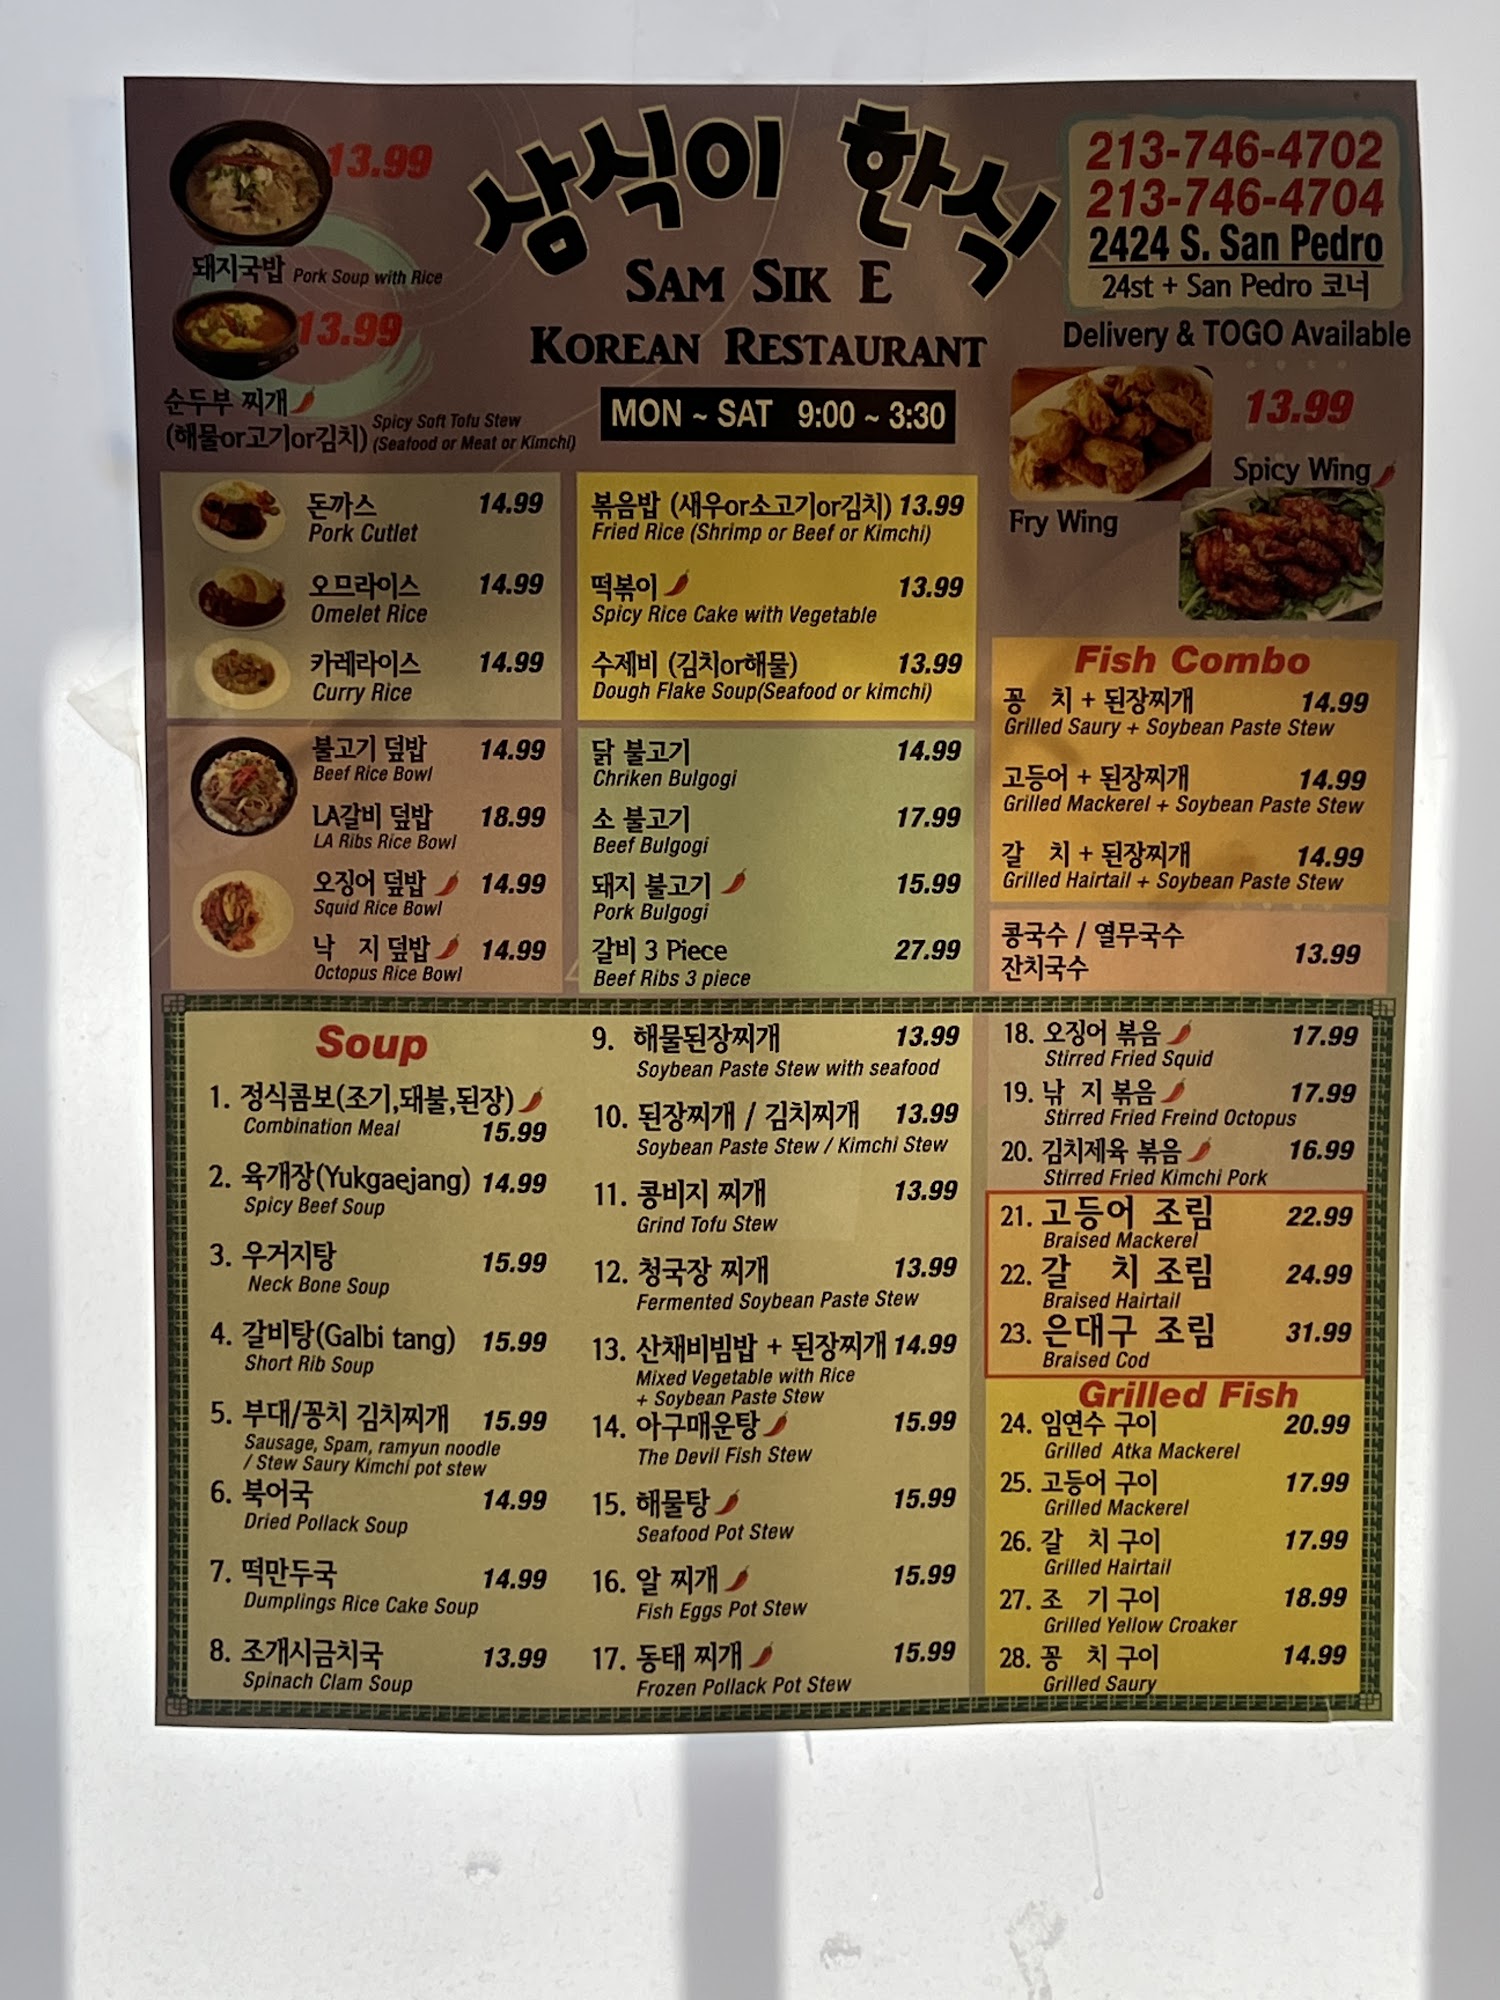 13.99
돼지국밥 Pork Soup with Rice
13.99
순두부 찌개
(해물or고기or김치) Spicy Soft Tofu Stew
(Seafood or Meat or Kimchi)
삼식이 한식
SAM SIK E
KOREAN RESTAURANT
MON ~ SAT 9:00 ~ 3:30
213-746-4702
213-746-4704
2424 S. San Pedro
24st + San Pedro 코너
Delivery & TOGO Available
13.99
Spicy Wing
Fry Wing
돈까스 14.99
Pork Cutlet
오므라이스 14.99
Omelet Rice
카레라이스 14.99
Curry Rice
불고기 덮밥 14.99
Beef Rice Bowl
LA갈비 덮밥 18.99
LA Ribs Rice Bowl
오징어 덮밥 14.99
Squid Rice Bowl
낙 지 덮밥 14.99
Octopus Rice Bowl
볶음밥 (새우or소고기or김치) 13.99
Fried Rice (Shrimp or Beef or Kimchi)
떡볶이 13.99
Spicy Rice Cake with Vegetable
수제비 (김치or해물) 13.99
Dough Flake Soup(Seafood or kimchi)
닭 불고기 14.99
Chriken Bulgogi
소 불고기 17.99
Beef Bulgogi
돼지 불고기 15.99
Pork Bulgogi
갈비 3 Piece 27.99
Beef Ribs 3 piece
Fish Combo
꽁 치 + 된장찌개 14.99
Grilled Saury + Soybean Paste Stew
고등어 + 된장찌개 14.99
Grilled Mackerel + Soybean Paste Stew
갈 치 + 된장찌개 14.99
Grilled Hairtail + Soybean Paste Stew
콩국수 / 열무국수
잔치국수 13.99
Soup
1. 정식콤보(조기,돼불,된장)
Combination Meal 15.99
2. 육개장(Yukgaejang) 14.99
Spicy Beef Soup
3. 우거지탕 15.99
Neck Bone Soup
4. 갈비탕(Galbi tang) 15.99
Short Rib Soup
5. 부대/꽁치 김치찌개 15.99
Sausage, Spam, ramyun noodle
/ Stew Saury Kimchi pot stew
6. 북어국 14.99
Dried Pollack Soup
7. 떡만두국 14.99
Dumplings Rice Cake Soup
8. 조개시금치국 13.99
Spinach Clam Soup
9. 해물된장찌개 13.99
Soybean Paste Stew with seafood
10. 된장찌개 / 김치찌개 13.99
Soybean Paste Stew / Kimchi Stew
11. 콩비지 찌개 13.99
Grind Tofu Stew
12. 청국장 찌개 13.99
Fermented Soybean Paste Stew
13. 산채비빔밥 + 된장찌개 14.99
Mixed Vegetable with Rice
+ Soybean Paste Stew
14. 아구매운탕 15.99
The Devil Fish Stew
15. 해물탕 15.99
Seafood Pot Stew
16. 알 찌개 15.99
Fish Eggs Pot Stew
17. 동태 찌개 15.99
Frozen Pollack Pot Stew
18. 오징어 볶음 17.99
Stirred Fried Squid
19. 낚 지 볶음 17.99
Stirred Fried Freind Octopus
20. 김치제육 볶음 16.99
Stirred Fried Kimchi Pork
21. 고등어 조림 22.99
Braised Mackerel
22. 갈 치 조림 24.99
Braised Hairtail
23. 은대구 조림 31.99
Braised Cod
Grilled Fish
24. 임연수 구이 20.99
Grilled Atka Mackerel
25. 고등어 구이 17.99
Grilled Mackerel
26. 갈 치 구이 17.99
Grilled Hairtail
27. 조 기 구이 18.99
Grilled Yellow Croaker
28. 꽁 치 구이 14.99
Grilled Saury